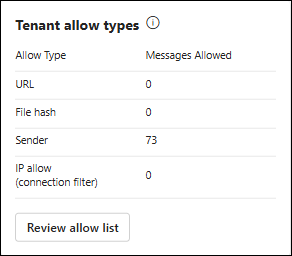 Tenant allow types
Allow Type Messages Allowed
URL 0
File hash 0
Sender 73
IP allow
(connection filter) 0
Review allow list